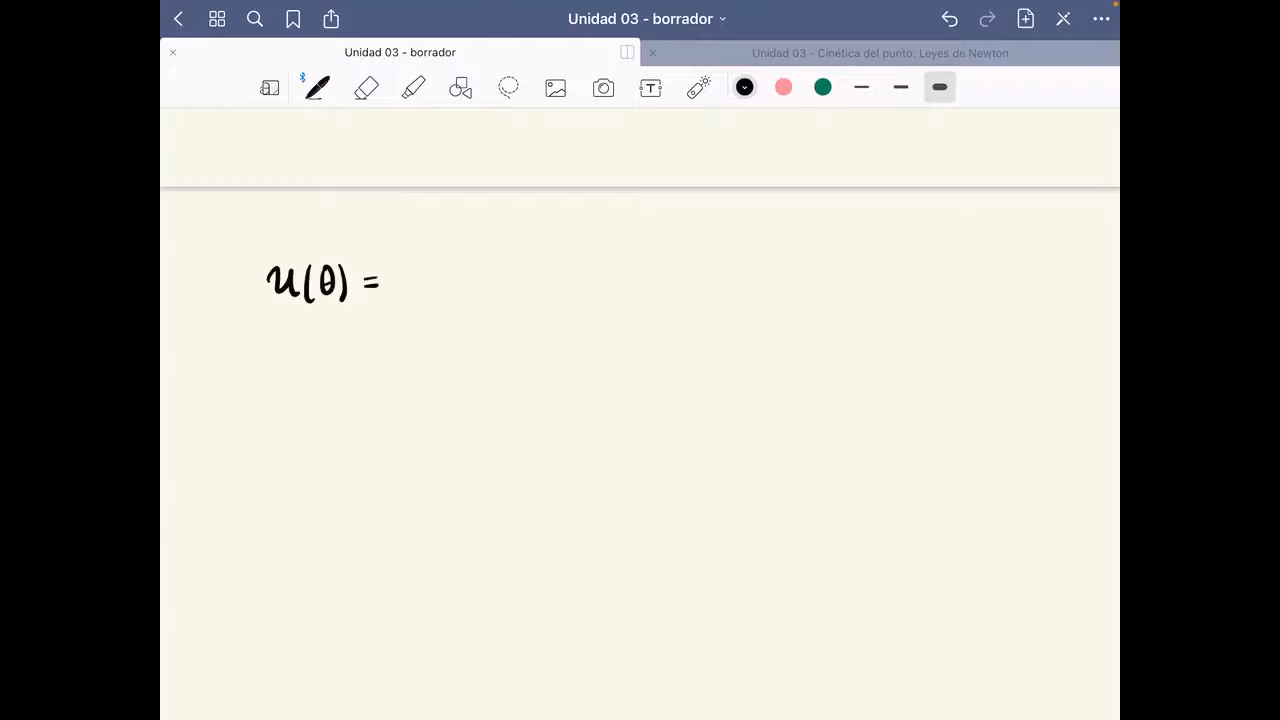 Unidad 03 - borrador
Unidad 03 - borrador
Unidad 03 - Cinética del punto: Leyes de Newton
T
u(θ) =